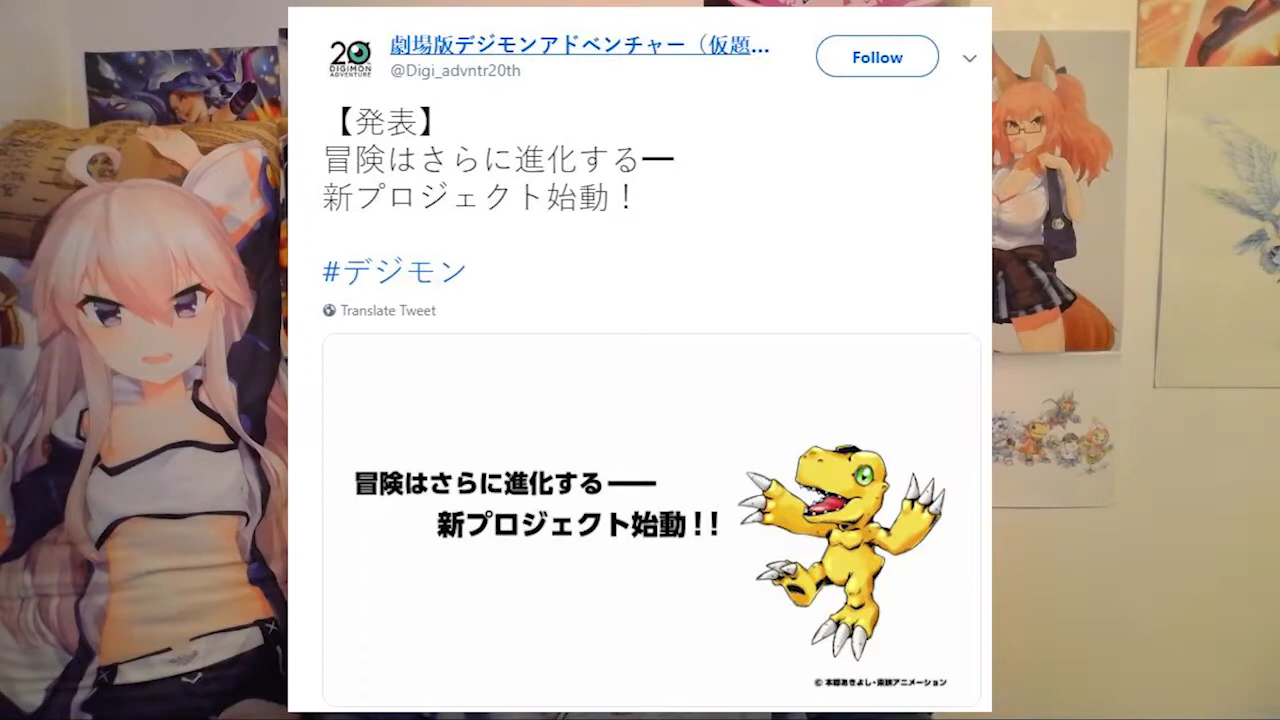 20
DIGIMON
ADVENTURE
劇場版デジモンアドベンチャー（仮題...
@Digi_advntr20th
Follow
【発表】
冒険はさらに進化する━
新プロジェクト始動！
#デジモン
Translate Tweet
冒険はさらに進化する━━
新プロジェクト始動！！
© 本郷あきよし・東映アニメーション